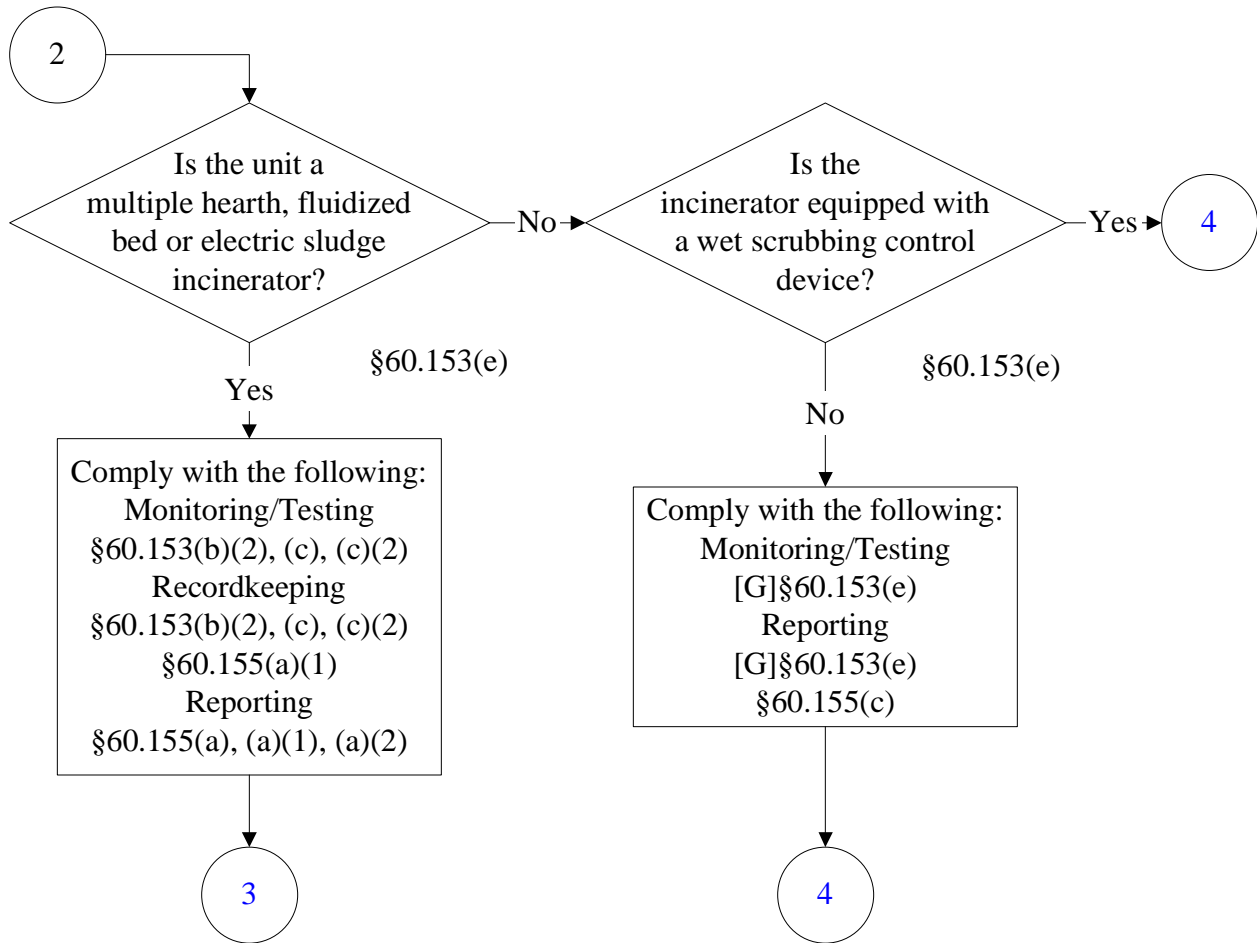 2
Is the unit a
multiple hearth, fluidized
bed or electric sludge
incinerator?
No
Is the
incinerator equipped with
a wet scrubbing control
device?
Yes
4
§60.153(e)
Yes
§60.153(e)
No
Comply with the following:
Monitoring/Testing
§60.153(b)(2), (c), (c)(2)
Recordkeeping
§60.153(b)(2), (c), (c)(2)
§60.155(a)(1)
Reporting
§60.155(a), (a)(1), (a)(2)
Comply with the following:
Monitoring/Testing
[G]§60.153(e)
Reporting
[G]§60.153(e)
§60.155(c)
3
4